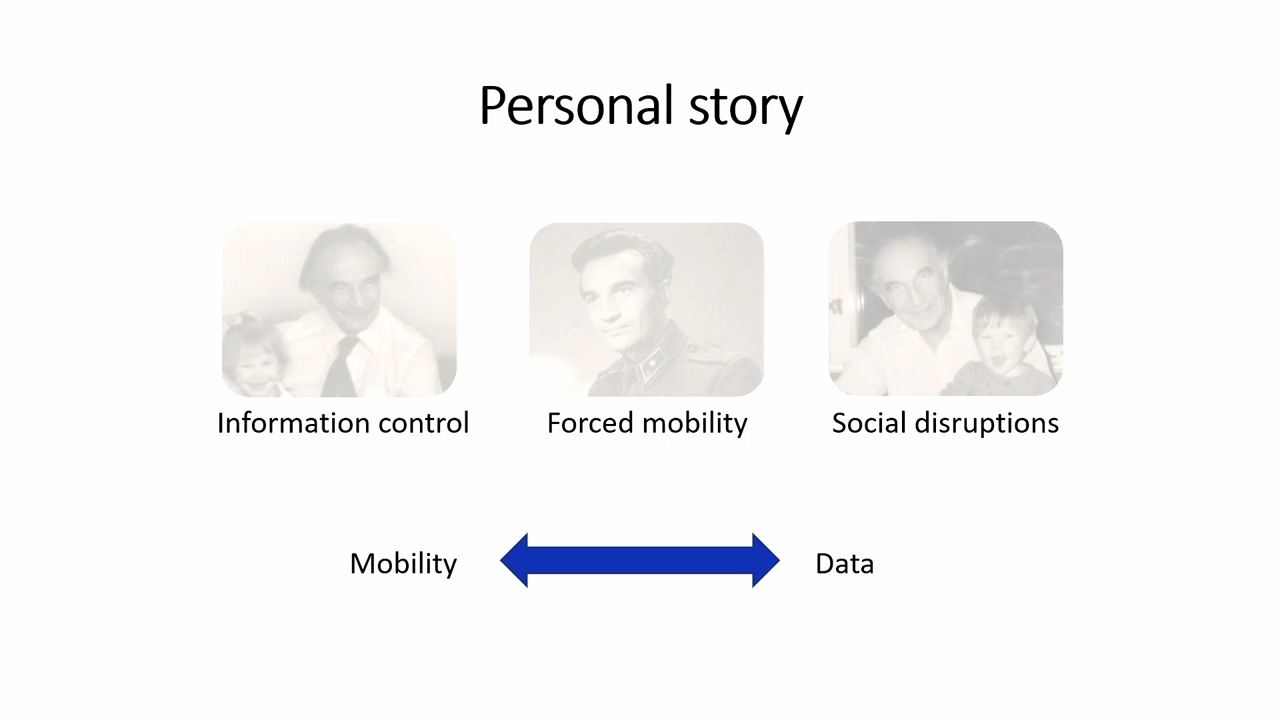 Personal story
Information control
Forced mobility
Social disruptions
Mobility
Data